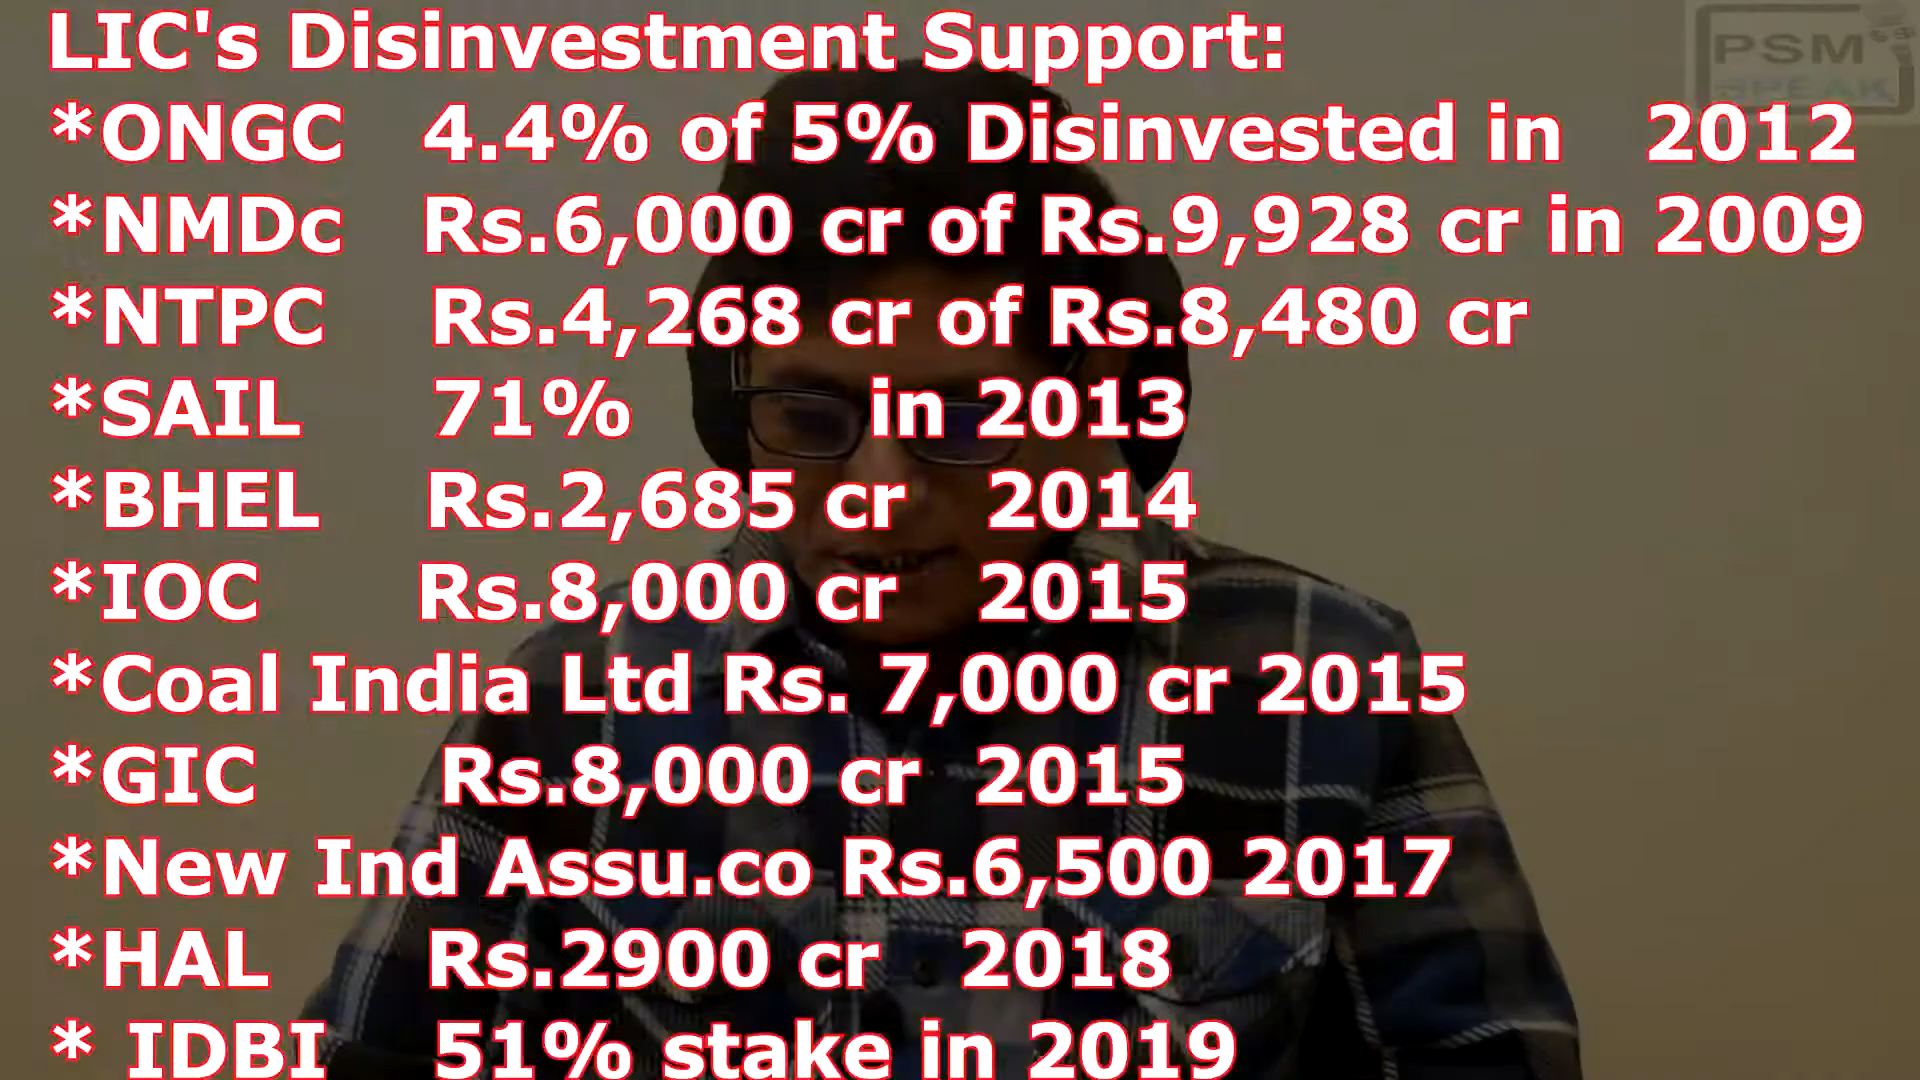 LIC's Disinvestment Support:
PSM
SPEAK
*ONGC 4.4% of 5% Disinvested in 2012
*NMDc Rs.6,000 cr of Rs.9,928 cr in 2009
*NTPC Rs.4,268 cr of Rs.8,480 cr
*SAIL 71% in 2013
*BHEL Rs.2,685 cr 2014
*IOC Rs.8,000 cr 2015
*Coal India Ltd Rs. 7,000 cr 2015
*GIC Rs.8,000 cr 2015
*New Ind Assu.co Rs.6,500 2017
*HAL Rs.2900 cr 2018
* IDBI 51% stake in 2019